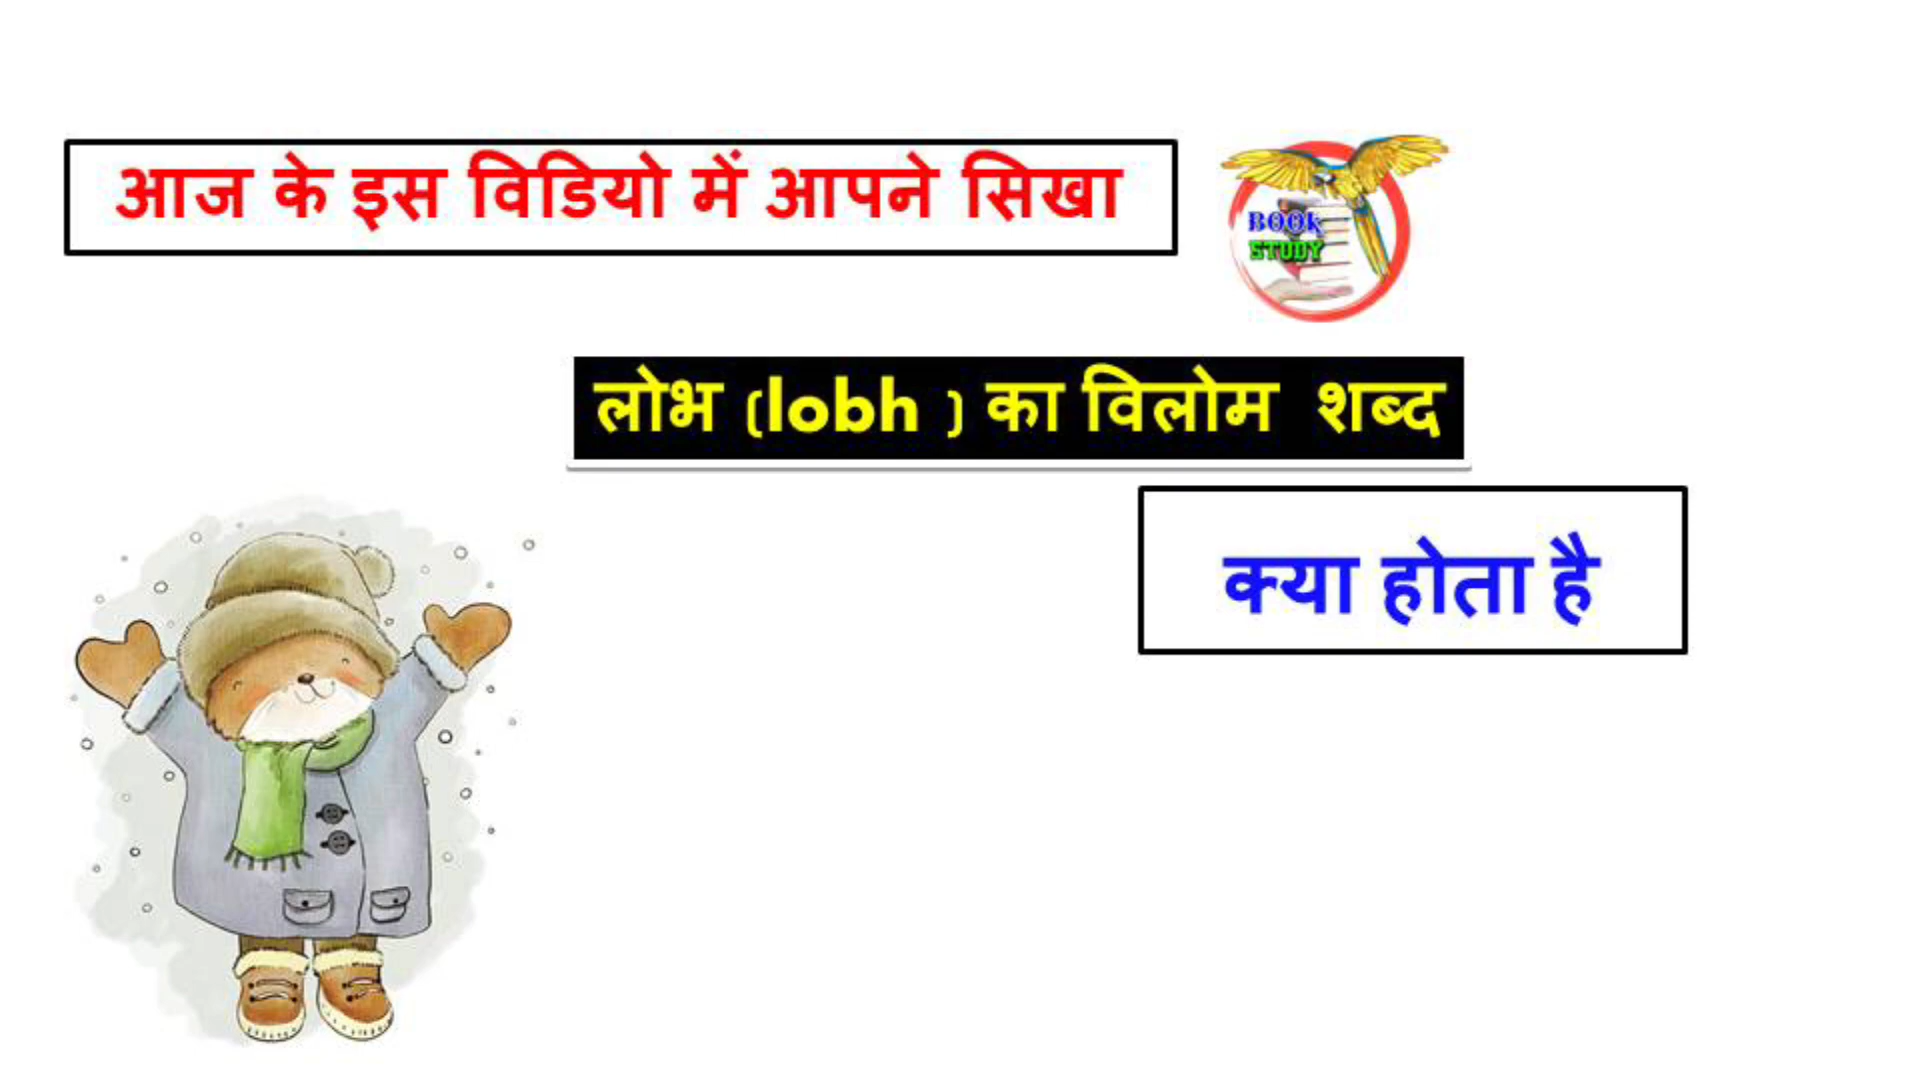 आज के इस विडियो में आपने सिखा
BOOK
STUDY
लोभ (lobh ) का विलोम शब्द
क्या होता है